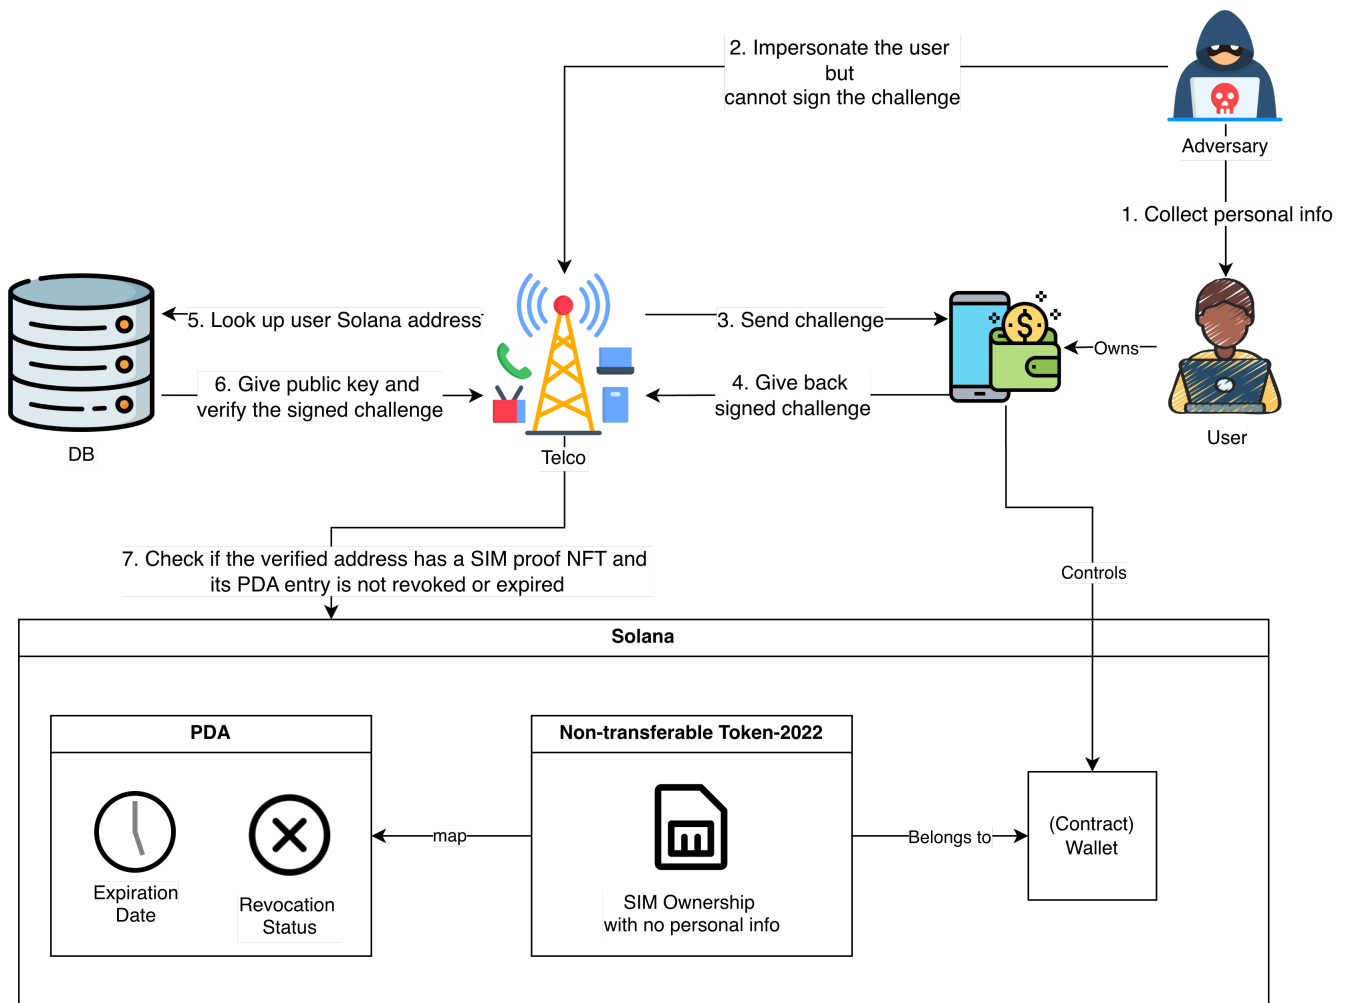 2. Impersonate the user
but
cannot sign the challenge
Adversary
1. Collect personal info
5. Look up user Solana address
3. Send challenge
Owns
6. Give public key and
verify the signed challenge
4. Give back
signed challenge
DB
Telco
User
7. Check if the verified address has a SIM proof NFT and
its PDA entry is not revoked or expired
Controls
Solana
PDA
Non-transferable Token-2022
(Contract)
Wallet
map
Belongs to
Expiration
Date
Revocation
Status
SIM Ownership
with no personal info